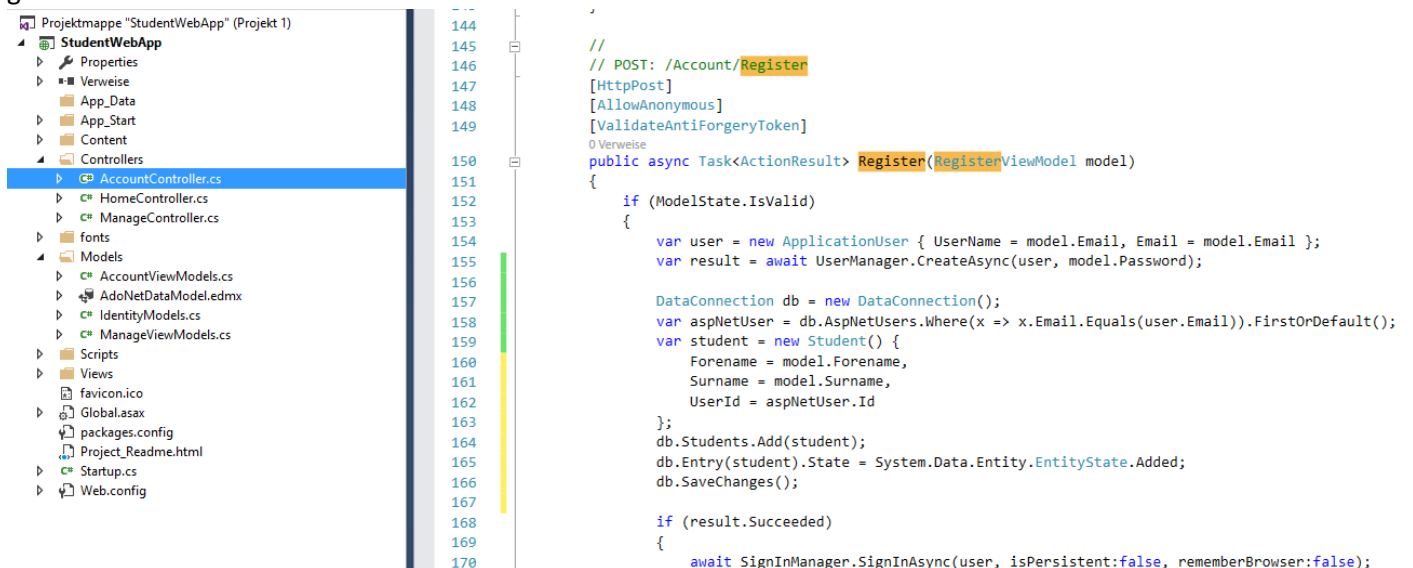 Projektmappe "StudentWebApp" (Projekt 1)
StudentWebApp
Properties
Verweise
App_Data
App_Start
Content
Controllers
C# AccountController.cs
C# HomeController.cs
C# ManageController.cs
fonts
Models
C# AccountViewModels.cs
AdoNetDataModel.edmx
C# IdentityModels.cs
C# ManageViewModels.cs
Scripts
Views
favicon.ico
Global.asax
packages.config
Project_Readme.html
C# Startup.cs
Web.config
144
145 //
146 // POST: /Account/Register
147 [HttpPost]
148 [AllowAnonymous]
149 [ValidateAntiForgeryToken]
0 Verweise
150 public async Task<ActionResult> Register(RegisterViewModel model)
151 {
152 if (ModelState.IsValid)
153 {
154 var user = new ApplicationUser { UserName = model.Email, Email = model.Email };
155 var result = await UserManager.CreateAsync(user, model.Password);
156
157 DataConnection db = new DataConnection();
158 var aspNetUser = db.AspNetUsers.Where(x => x.Email.Equals(user.Email)).FirstOrDefault();
159 var student = new Student() {
160 Forename = model.Forename,
161 Surname = model.Surname,
162 UserId = aspNetUser.Id
163 };
164 db.Students.Add(student);
165 db.Entry(student).State = System.Data.Entity.EntityState.Added;
166 db.SaveChanges();
167
168 if (result.Succeeded)
169 {
170 await SignInManager.SignInAsync(user, isPersistent:false, rememberBrowser:false);